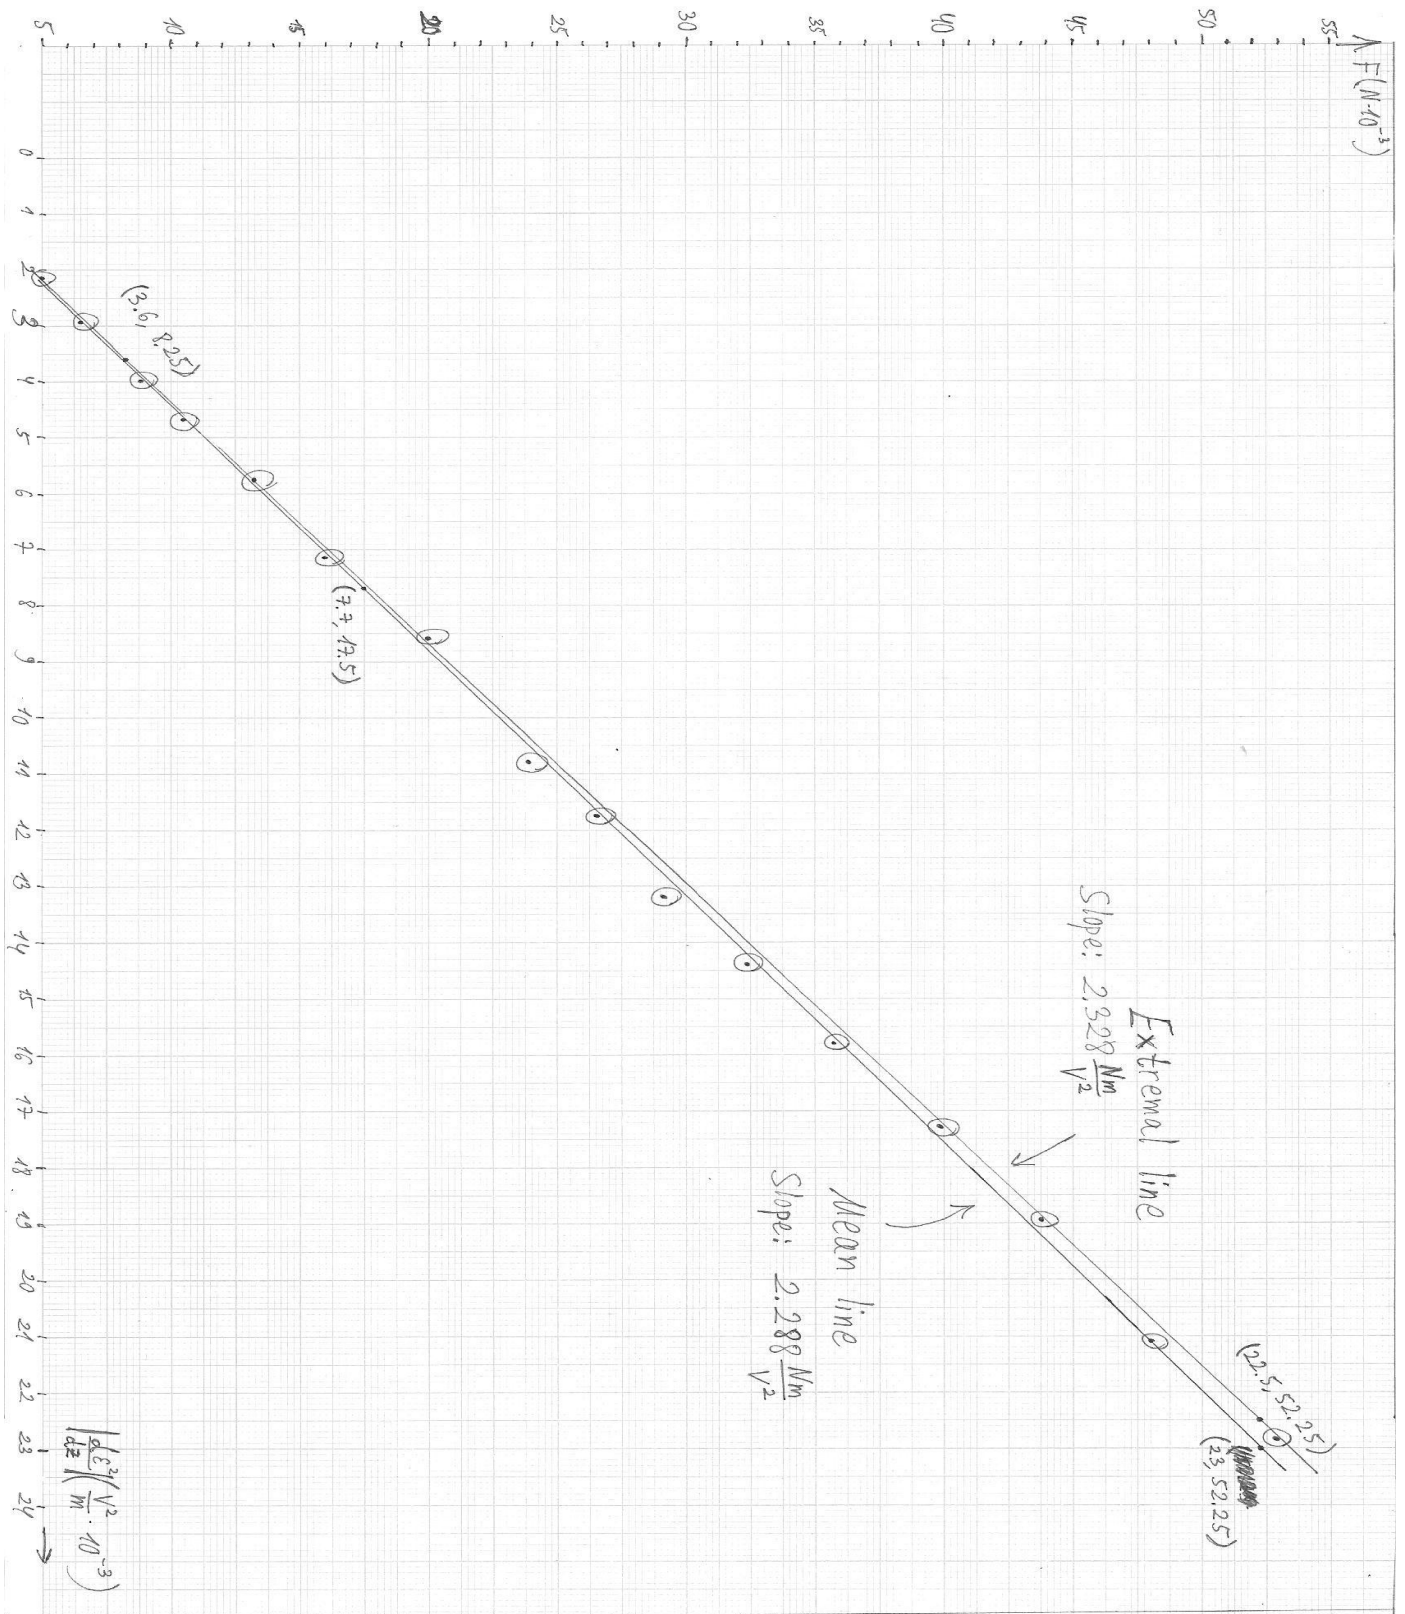 ↑ F(N·10⁻³)
55
50
45
40
35
30
25
20
15
10
5
0 1 2 3 4 5 6 7 8 9 10 11 12 13 14 15 16 17 18 19 20 21 22 23 24 →
|dε²/dz| (V²/m · 10⁻³)
(3.6, 8.25)
(7.7, 17.5)
Extremal line
Slope: 2.328 Nm/V²
Mean line
Slope: 2.288 Nm/V²
(22.5, 52.25)
(23, 52.25)